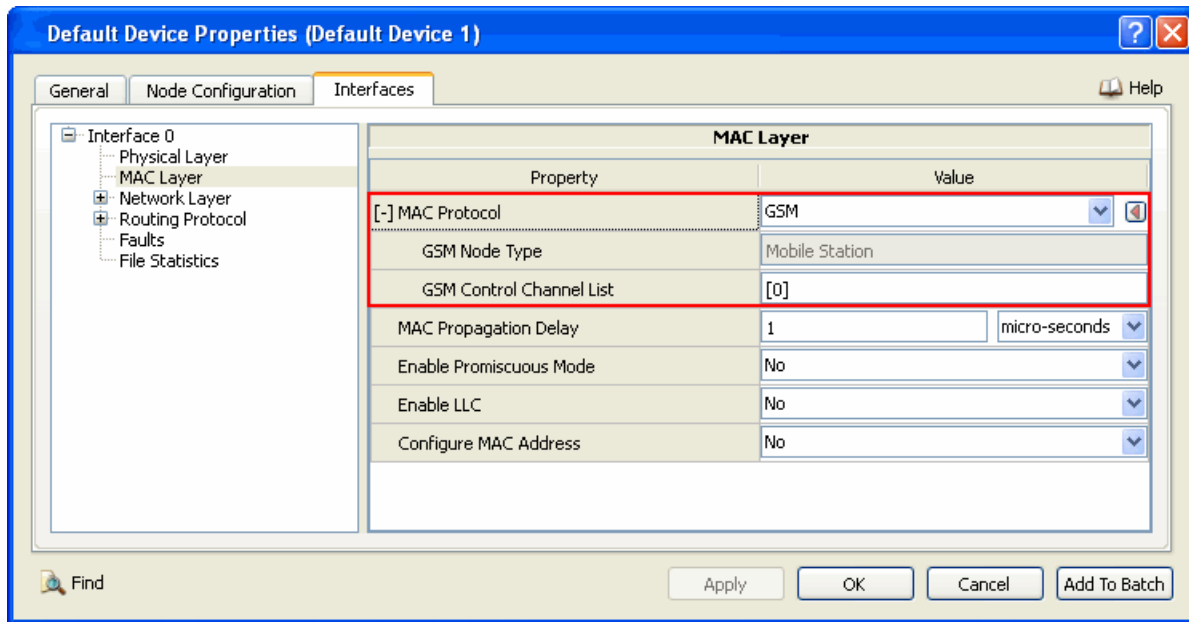 Default Device Properties (Default Device 1)
General Node Configuration Interfaces Help
Interface 0
Physical Layer
MAC Layer
Network Layer
Routing Protocol
Faults
File Statistics
MAC Layer
Property Value
[-] MAC Protocol GSM
GSM Node Type Mobile Station
GSM Control Channel List [0]
MAC Propagation Delay 1 micro-seconds
Enable Promiscuous Mode No
Enable LLC No
Configure MAC Address No
Find Apply OK Cancel Add To Batch